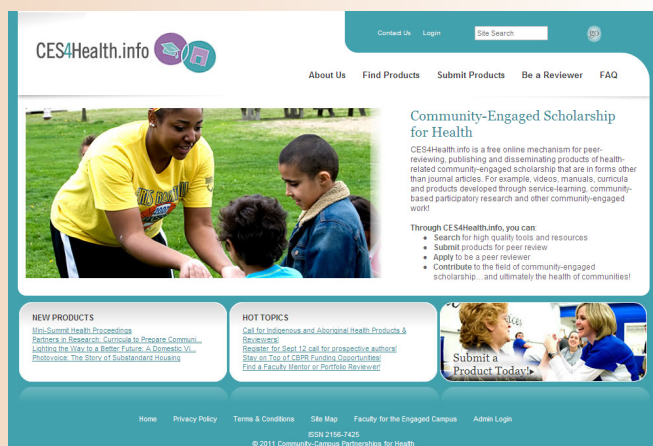 CES4Health.info
Contact Us Login Site Search go
About Us Find Products Submit Products Be a Reviewer FAQ
Community-Engaged Scholarship
for Health
CES4Health.info is a free online mechanism for peer-
reviewing, publishing and disseminating products of health-
related community-engaged scholarship that are in forms other
than journal articles. For example, videos, manuals, curricula
and products developed through service-learning, community-
based participatory research and other community-engaged
work!
Through CES4Health.info, you can:
Search for high quality tools and resources
Submit products for peer review
Apply to be a peer reviewer
Contribute to the field of community-engaged
scholarship... and ultimately the health of communities!
NEW PRODUCTS
Mini-Summit Health Proceedings
Partners in Research: Curricula to Prepare Communi...
Lighting the Way to a Better Future: A Domestic Vi...
Photovoice: The Story of Substandard Housing
HOT TOPICS
Call for Indigenous and Aboriginal Health Products &
Reviewers!
Register for Sept 12 call for prospective authors!
Stay on Top of CBPR Funding Opportunities!
Find a Faculty Mentor or Portfolio Reviewer!
Submit a
Product Today!
Home Privacy Policy Terms & Conditions Site Map Faculty for the Engaged Campus Admin Login
ISSN 2156-7425
© 2011 Community-Campus Partnerships for Health